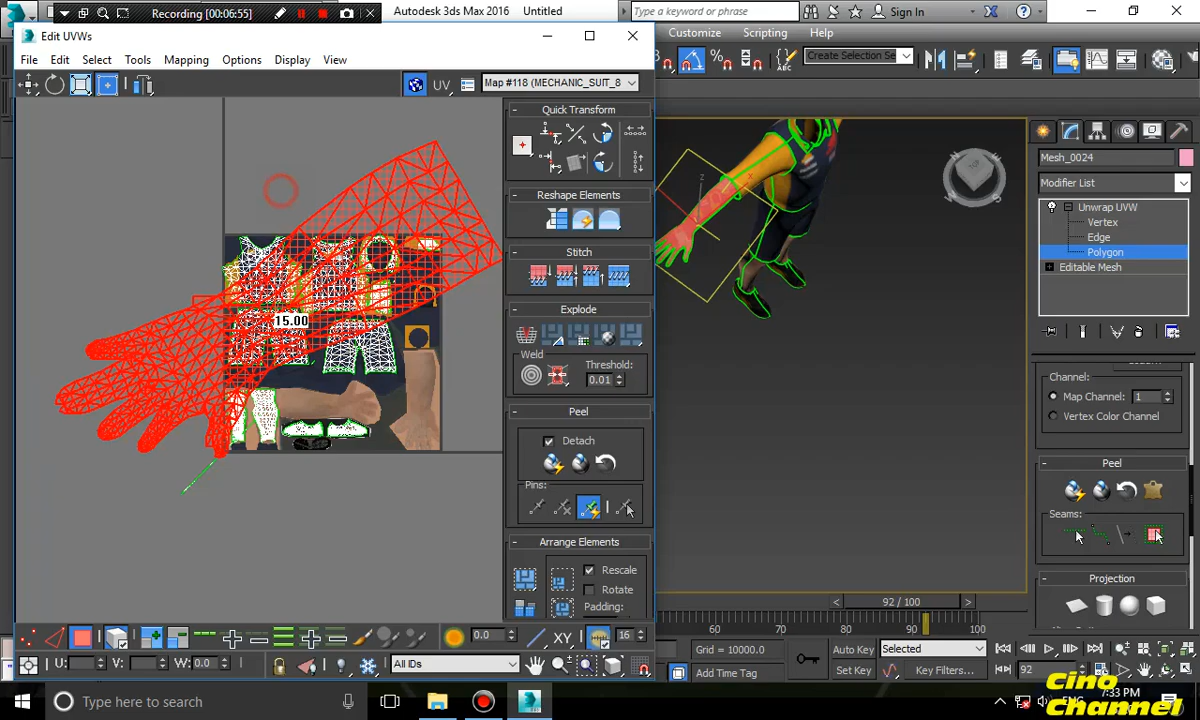 Recording [00:06:55]
Autodesk 3ds Max 2016 Untitled
Type a keyword or phrase
Sign In
Edit UVWs
Customize Scripting Help
File Edit Select Tools Mapping Options Display View
Create Selection Se
UV Map #118 (MECHANIC_SUIT_8
Quick Transform
Mesh_0024
Modifier List
Reshape Elements
Unwrap UVW
Vertex
Edge
Polygon
Editable Mesh
Stitch
Explode
15.00
Weld
Threshold:
0.01
Channel:
Map Channel: 1
Vertex Color Channel
Peel
Detach
Peel
Pins:
Seams:
Arrange Elements
Rescale
Rotate
Padding:
Projection
92 / 100
60 70 80 90 100
0.0 XY 16
U: V: W: 0.0 All IDs
Grid = 10000.0
Add Time Tag
Auto Key Selected
Set Key Key Filters...
92
Type here to search
ENG 7:33 PM
Cino
Channel